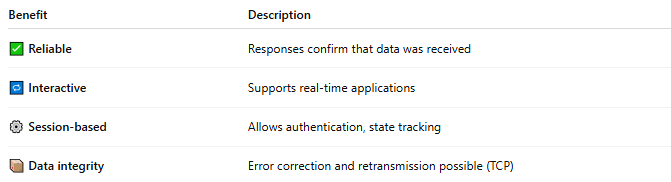 Benefit Description
✅ Reliable Responses confirm that data was received
🔁 Interactive Supports real-time applications
⚙️ Session-based Allows authentication, state tracking
📦 Data integrity Error correction and retransmission possible (TCP)